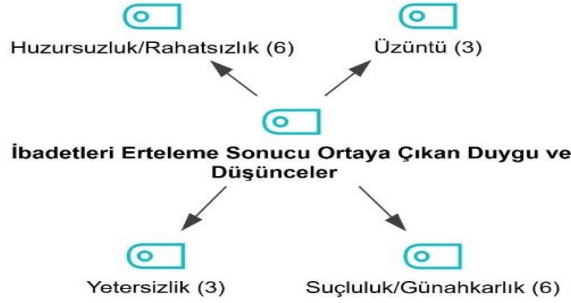 Huzursuzluk/Rahatsızlık (6)
Üzüntü (3)
İbadetleri Erteleme Sonucu Ortaya Çıkan Duygu ve
Düşünceler
Yetersizlik (3)
Suçluluk/Günahkarlık (6)